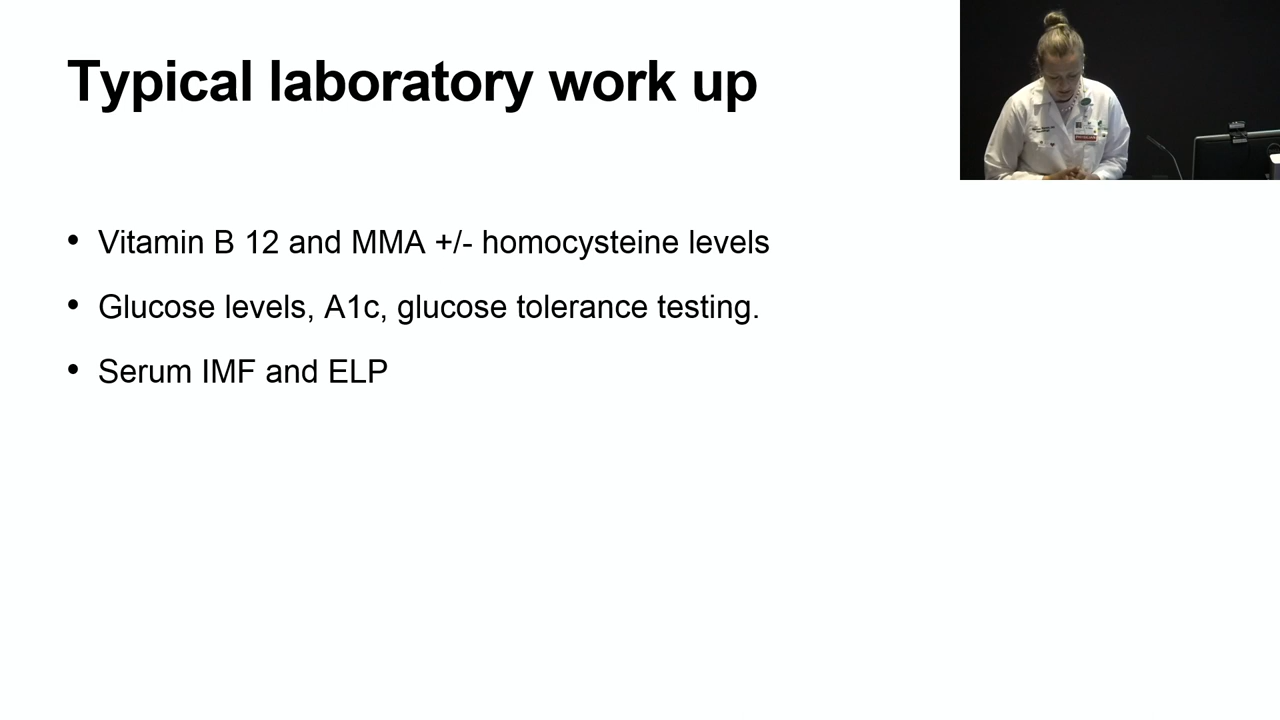 Typical laboratory work up
• Vitamin B 12 and MMA +/- homocysteine levels
• Glucose levels, A1c, glucose tolerance testing.
• Serum IMF and ELP